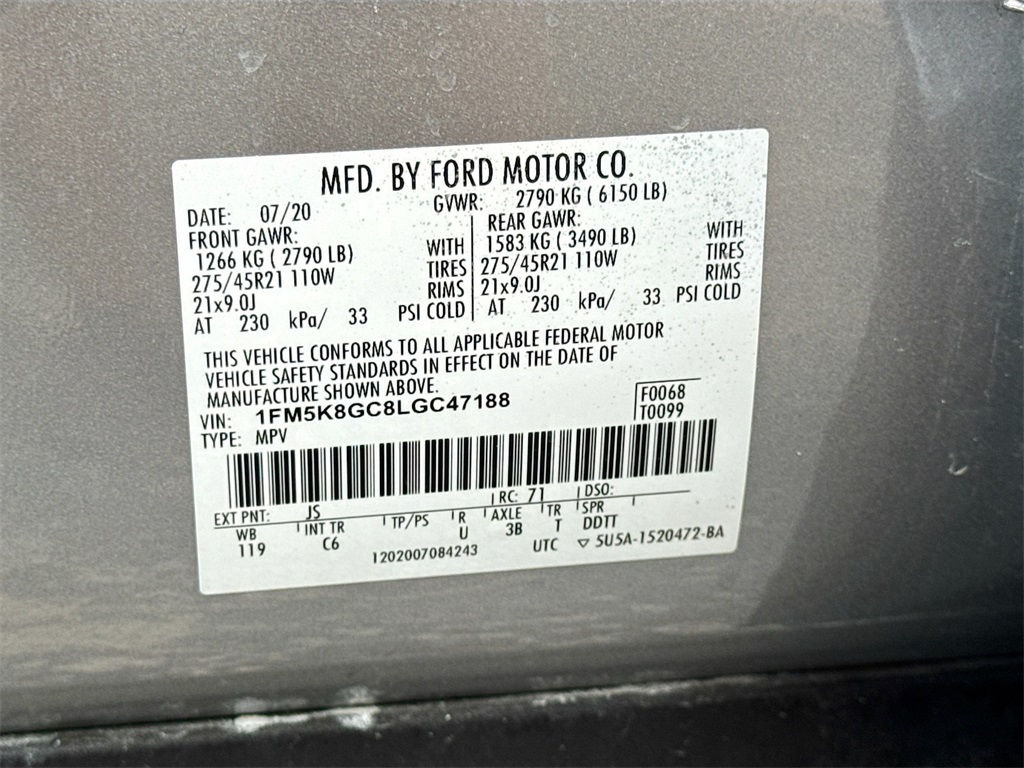 MFD. BY FORD MOTOR CO.
DATE: 07/20 GVWR: 2790 KG ( 6150 LB)
FRONT GAWR: REAR GAWR:
1266 KG ( 2790 LB) WITH 1583 KG ( 3490 LB) WITH
275/45R21 110W TIRES 275/45R21 110W TIRES
21x9.0J RIMS 21x9.0J RIMS
AT 230 kPa/ 33 PSI COLD AT 230 kPa/ 33 PSI COLD
THIS VEHICLE CONFORMS TO ALL APPLICABLE FEDERAL MOTOR
VEHICLE SAFETY STANDARDS IN EFFECT ON THE DATE OF
MANUFACTURE SHOWN ABOVE.
VIN: 1FM5K8GC8LGC47188 F0068
TYPE: MPV T0099
EXT PNT: JS RC: 71 DSO:
WB INT TR TP/PS R AXLE TR SPR
119 C6 U 3B T DDTT
1202007084243 UTC ▽ 5U5A-1520472-BA